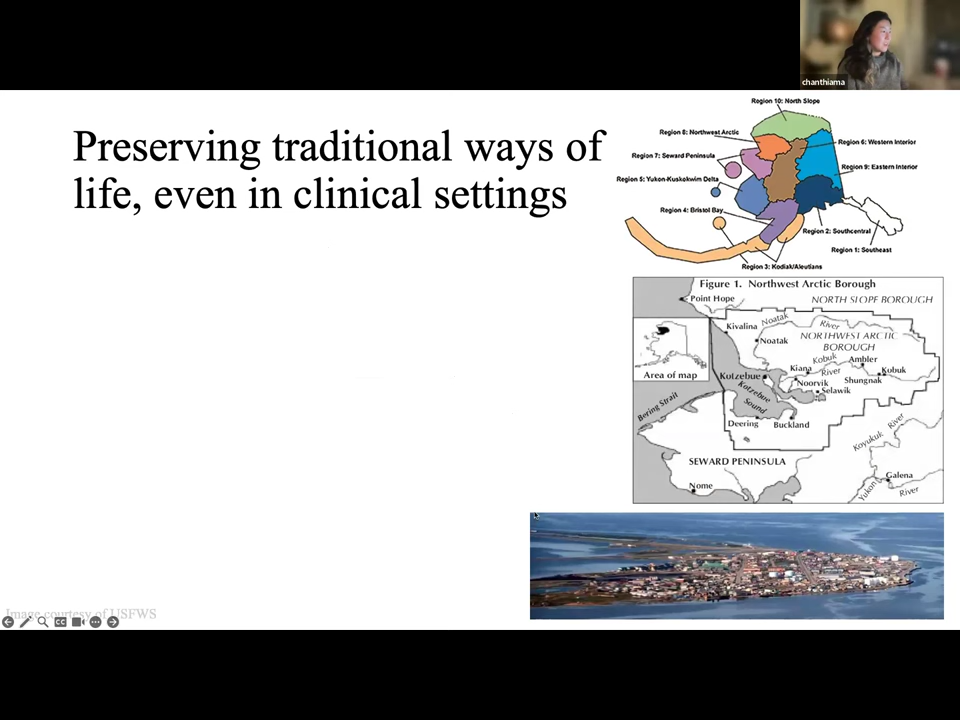 chanthiama
Preserving traditional ways of
life, even in clinical settings
Region 10: North Slope
Region 8: Northwest Arctic
Region 6: Western Interior
Region 7: Seward Peninsula
Region 9: Eastern Interior
Region 5: Yukon-Kuskokwim Delta
Region 4: Bristol Bay
Region 2: Southcentral
Region 1: Southeast
Region 3: Kodiak/Aleutians
Figure 1. Northwest Arctic Borough
Point Hope
NORTH SLOPE BOROUGH
Kivalina
Noatak
River
Noatak
NORTHWEST ARCTIC
BOROUGH
Kobuk
River
Ambler
Kiana
Kobuk
Shungnak
Area of map
Kotzebue
Noorvik
Selawik
Kotzebue
Sound
Bering Strait
Deering
Buckland
Koyukuk River
SEWARD PENINSULA
Galena
Nome
Yukon
River
Image courtesy of USFWS
CC